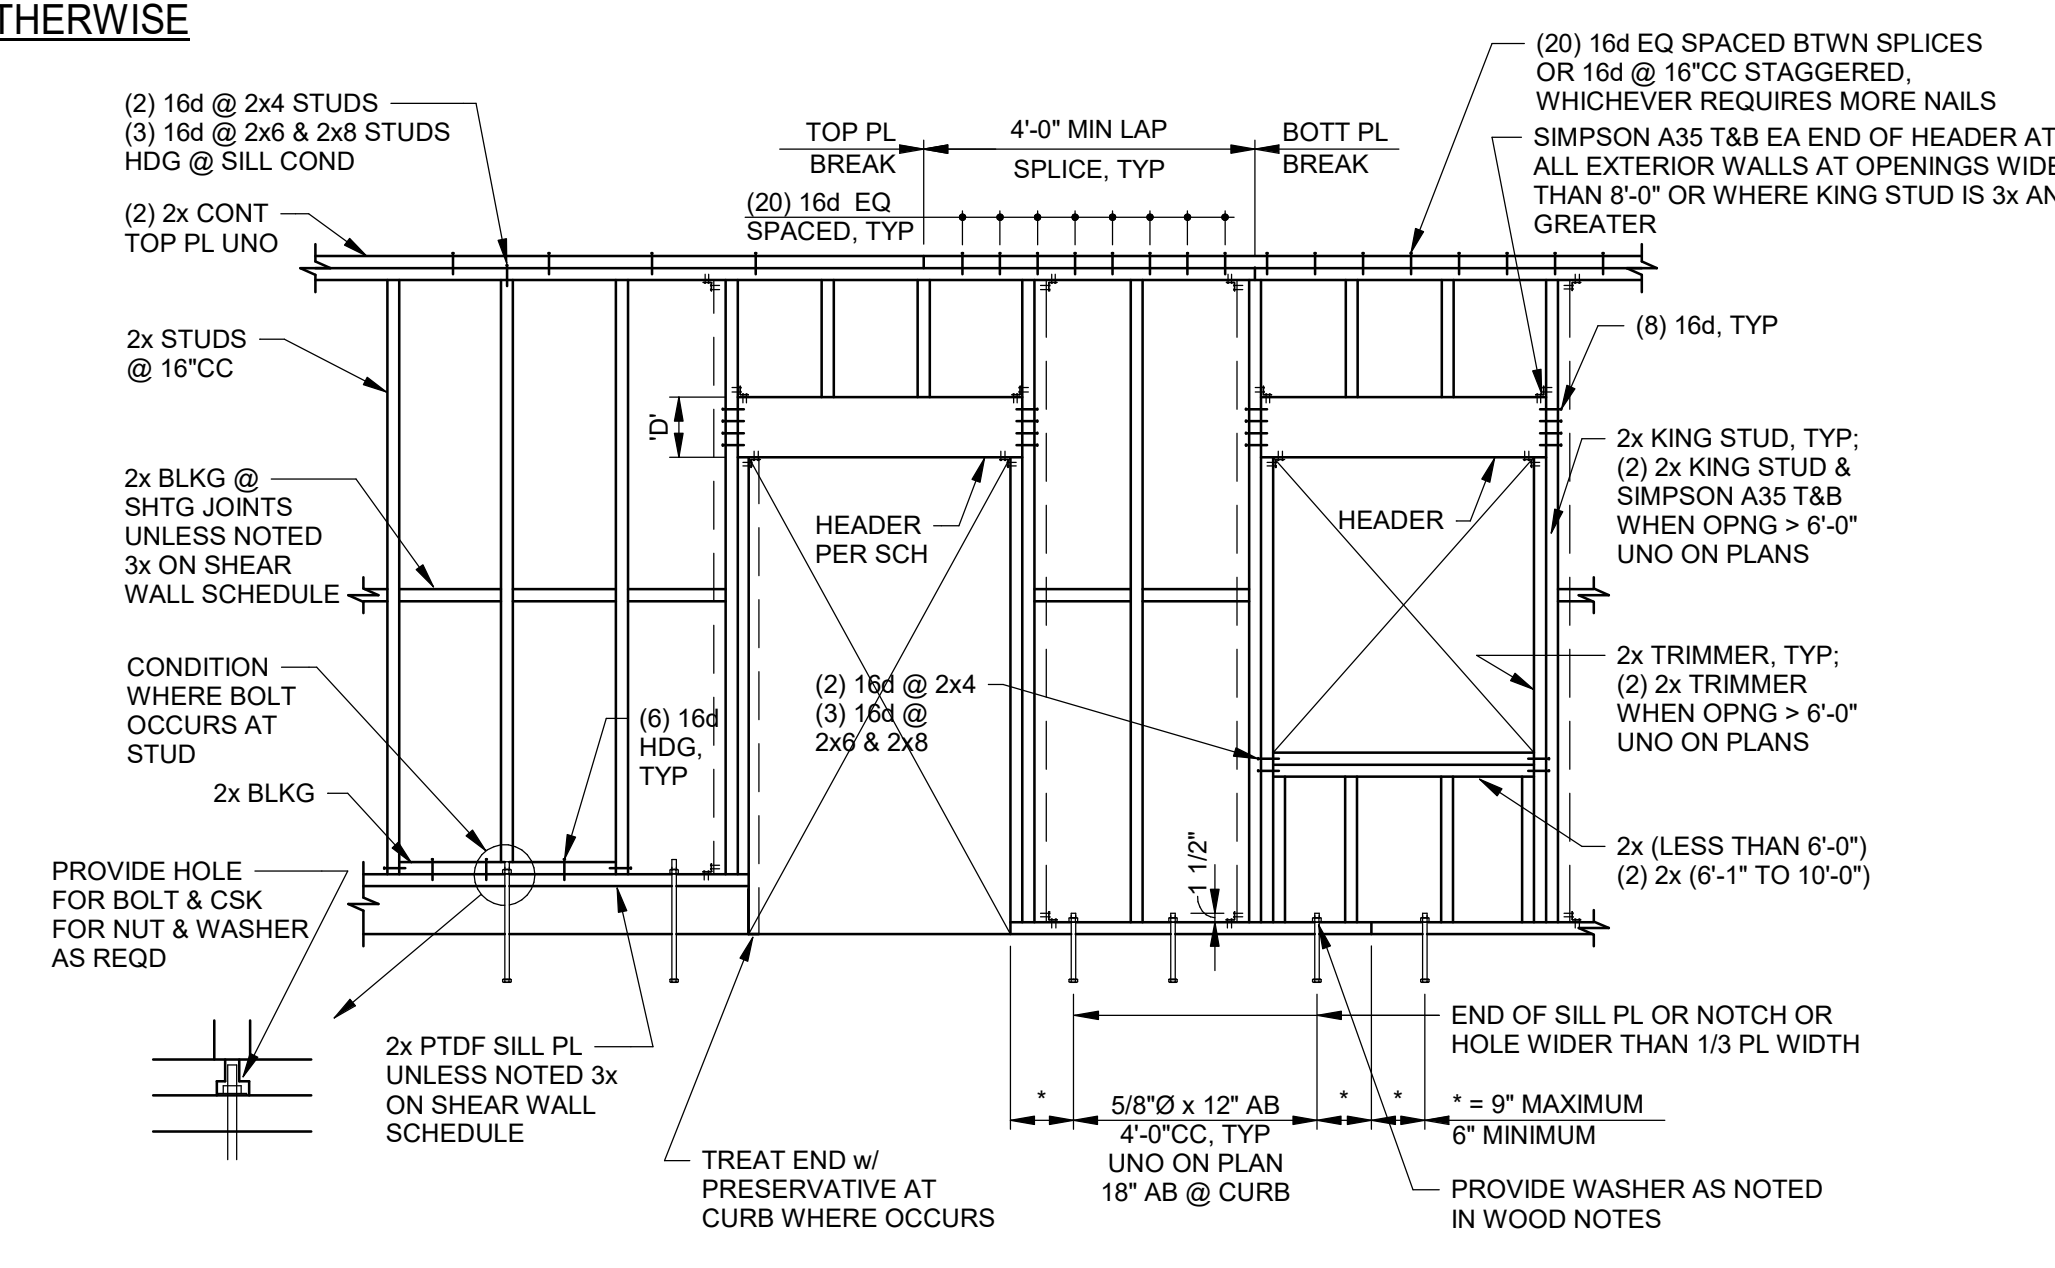 THERWISE
(2) 16d @ 2x4 STUDS
(3) 16d @ 2x6 & 2x8 STUDS
HDG @ SILL COND
(2) 2x CONT
TOP PL UNO
2x STUDS
@ 16"CC
2x BLKG @
SHTG JOINTS
UNLESS NOTED
3x ON SHEAR
WALL SCHEDULE
CONDITION
WHERE BOLT
OCCURS AT
STUD
2x BLKG
PROVIDE HOLE
FOR BOLT & CSK
FOR NUT & WASHER
AS REQD
2x PTDF SILL PL
UNLESS NOTED 3x
ON SHEAR WALL
SCHEDULE
(6) 16d
HDG,
TYP
'D'
TOP PL
BREAK
4'-0" MIN LAP
SPLICE, TYP
BOTT PL
BREAK
(20) 16d EQ
SPACED, TYP
HEADER
PER SCH
(2) 16d @ 2x4
(3) 16d @
2x6 & 2x8
HEADER
1 1/2"
TREAT END w/
PRESERVATIVE AT
CURB WHERE OCCURS
*
5/8"Ø x 12" AB
4'-0"CC, TYP
UNO ON PLAN
18" AB @ CURB
*
*
* = 9" MAXIMUM
6" MINIMUM
(20) 16d EQ SPACED BTWN SPLICES
OR 16d @ 16"CC STAGGERED,
WHICHEVER REQUIRES MORE NAILS
SIMPSON A35 T&B EA END OF HEADER AT
ALL EXTERIOR WALLS AT OPENINGS WIDE
THAN 8'-0" OR WHERE KING STUD IS 3x AN
GREATER
(8) 16d, TYP
2x KING STUD, TYP;
(2) 2x KING STUD &
SIMPSON A35 T&B
WHEN OPNG > 6'-0"
UNO ON PLANS
2x TRIMMER, TYP;
(2) 2x TRIMMER
WHEN OPNG > 6'-0"
UNO ON PLANS
2x (LESS THAN 6'-0")
(2) 2x (6'-1" TO 10'-0")
END OF SILL PL OR NOTCH OR
HOLE WIDER THAN 1/3 PL WIDTH
PROVIDE WASHER AS NOTED
IN WOOD NOTES